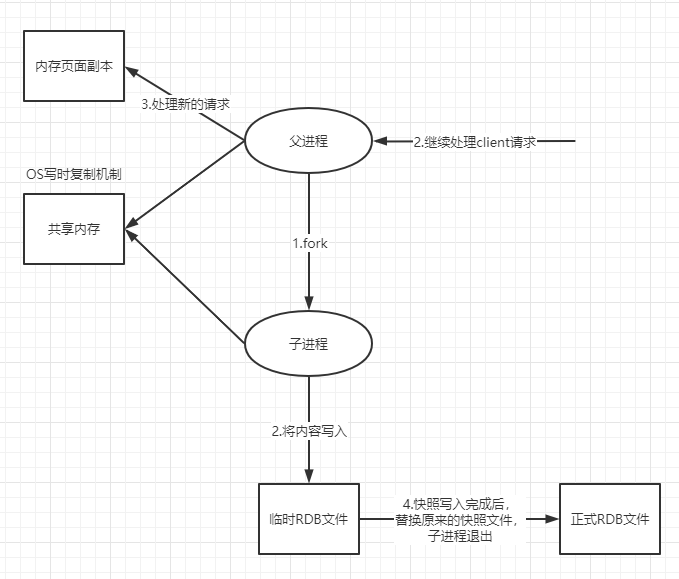 内存页面副本
3.处理新的请求
父进程
2.继续处理client请求
OS写时复制机制
共享内存
1.fork
子进程
2.将内容写入
临时RDB文件
4.快照写入完成后，
替换原来的快照文件，
子进程退出
正式RDB文件